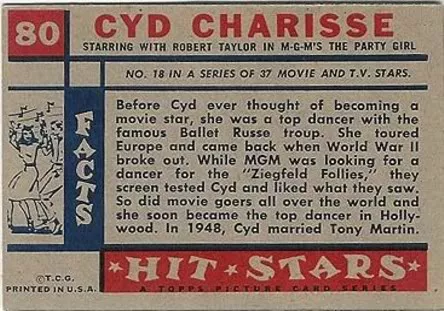 80
CYD CHARISSE
STARRING WITH ROBERT TAYLOR IN M-G-M'S THE PARTY GIRL
NO. 18 IN A SERIES OF 37 MOVIE AND T.V. STARS.
FACTS
Before Cyd ever thought of becoming a
movie star, she was a top dancer with the
famous Ballet Russe troup. She toured
Europe and came back when World War II
broke out. While MGM was looking for a
dancer for the "Ziegfeld Follies," they
screen tested Cyd and liked what they saw.
So did movie goers all over the world and
she soon became the top dancer in Holly-
wood. In 1948, Cyd married Tony Martin.
©T.C.G.
PRINTED IN U.S.A.
★HIT★STARS★
A TOPPS PICTURE CARD SERIES